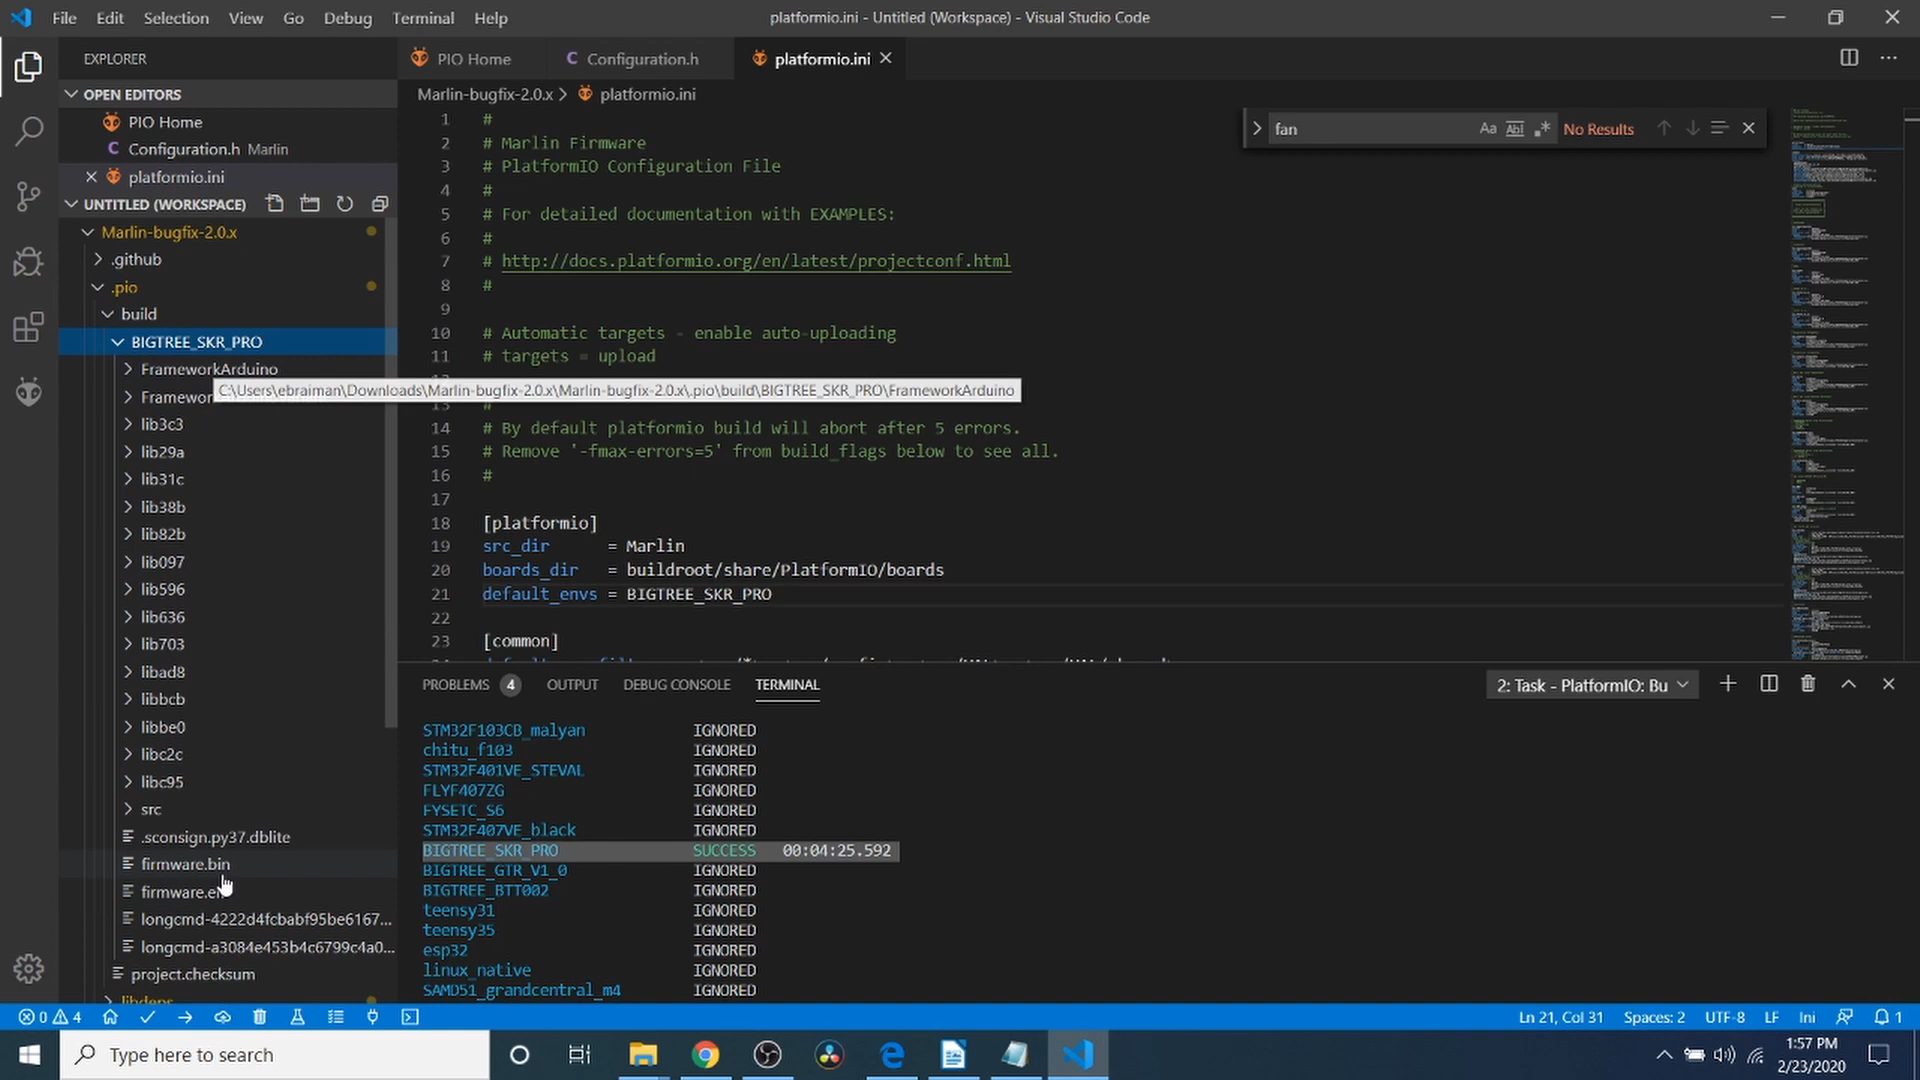 File Edit Selection View Go Debug Terminal Help
platformio.ini - Untitled (Workspace) - Visual Studio Code
EXPLORER
OPEN EDITORS
PIO Home
Configuration.h Marlin
platformio.ini
UNTITLED (WORKSPACE)
Marlin-bugfix-2.0.x
.github
.pio
build
BIGTREE_SKR_PRO
FrameworkArduino
lib3c3
lib29a
lib31c
lib38b
lib82b
lib097
lib596
lib636
lib703
libad8
libbcb
libbe0
libc2c
libc95
src
.sconsign.py37.dblite
firmware.bin
longcmd-4222d4fcbabf95be6167...
longcmd-a3084e453b4c6799c4a0...
project.checksum
libdeps
PIO Home
Configuration.h
platformio.ini
Marlin-bugfix-2.0.x > platformio.ini
fan Aa Abl .* No Results
1 #
2 # Marlin Firmware
3 # PlatformIO Configuration File
4 #
5 # For detailed documentation with EXAMPLES:
6 #
7 # http://docs.platformio.org/en/latest/projectconf.html
8 #
9
10 # Automatic targets - enable auto-uploading
11 # targets = upload
C:\Users\ebraiman\Downloads\Marlin-bugfix-2.0.x\Marlin-bugfix-2.0.x\.pio\build\BIGTREE_SKR_PRO\FrameworkArduino
13 #
14 # By default platformio build will abort after 5 errors.
15 # Remove '-fmax-errors=5' from build_flags below to see all.
16 #
17
18 [platformio]
19 src_dir = Marlin
20 boards_dir = buildroot/share/PlatformIO/boards
21 default_envs = BIGTREE_SKR_PRO
22
23 [common]
PROBLEMS 4 OUTPUT DEBUG CONSOLE TERMINAL
2: Task - PlatformIO: Bu
STM32F103CB_malyan IGNORED
chitu_f103 IGNORED
STM32F401VE_STEVAL IGNORED
FLYF407ZG IGNORED
FYSETC_S6 IGNORED
STM32F407VE_black IGNORED
BIGTREE_SKR_PRO SUCCESS 00:04:25.592
BIGTREE_GTR_V1_0 IGNORED
BIGTREE_BTT002 IGNORED
teensy31 IGNORED
teensy35 IGNORED
esp32 IGNORED
linux_native IGNORED
SAMD51_grandcentral_m4 IGNORED
0 4
Ln 21, Col 31 Spaces: 2 UTF-8 LF Ini 1
Type here to search
1:57 PM
2/23/2020